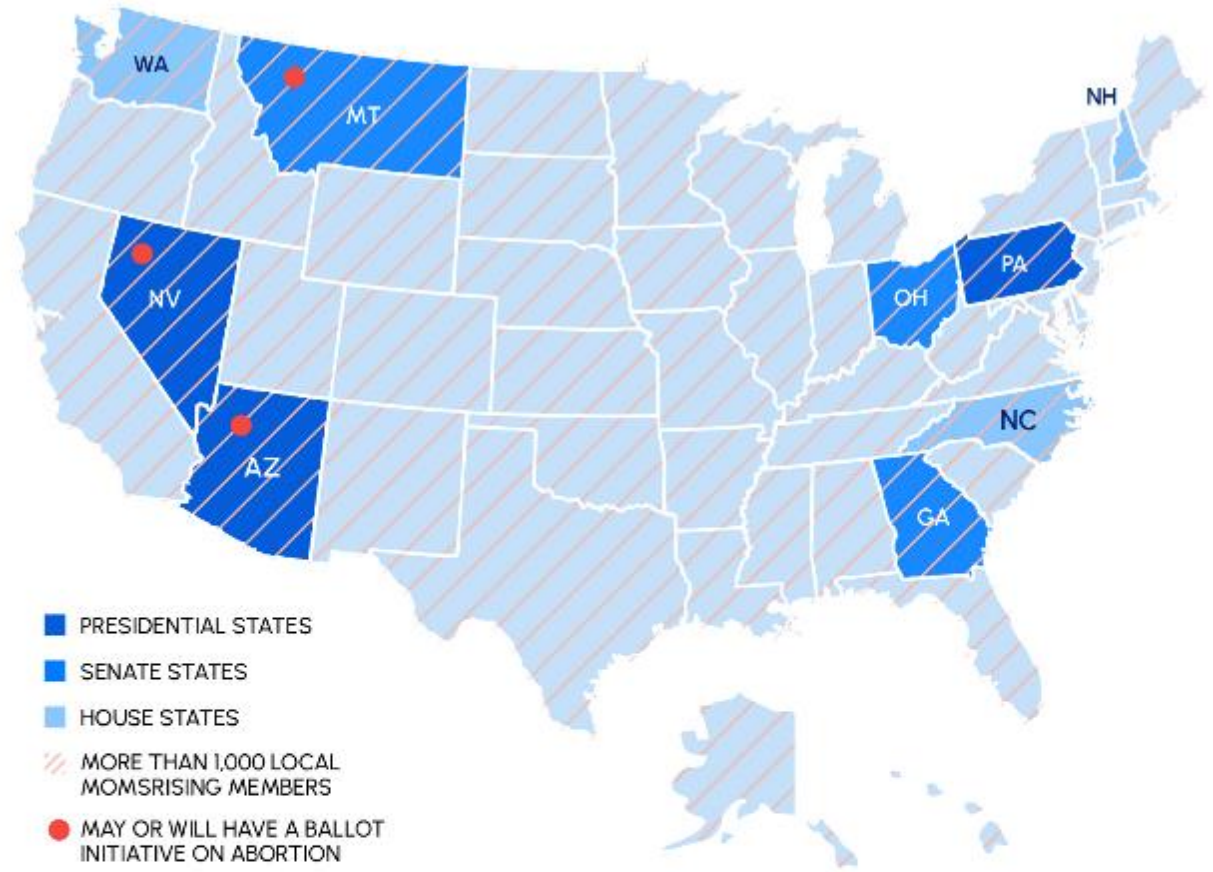 WA
MT
NH
NV
PA
OH
AZ
NC
GA
PRESIDENTIAL STATES
SENATE STATES
HOUSE STATES
MORE THAN 1,000 LOCAL
MOMSRISING MEMBERS
MAY OR WILL HAVE A BALLOT
INITIATIVE ON ABORTION